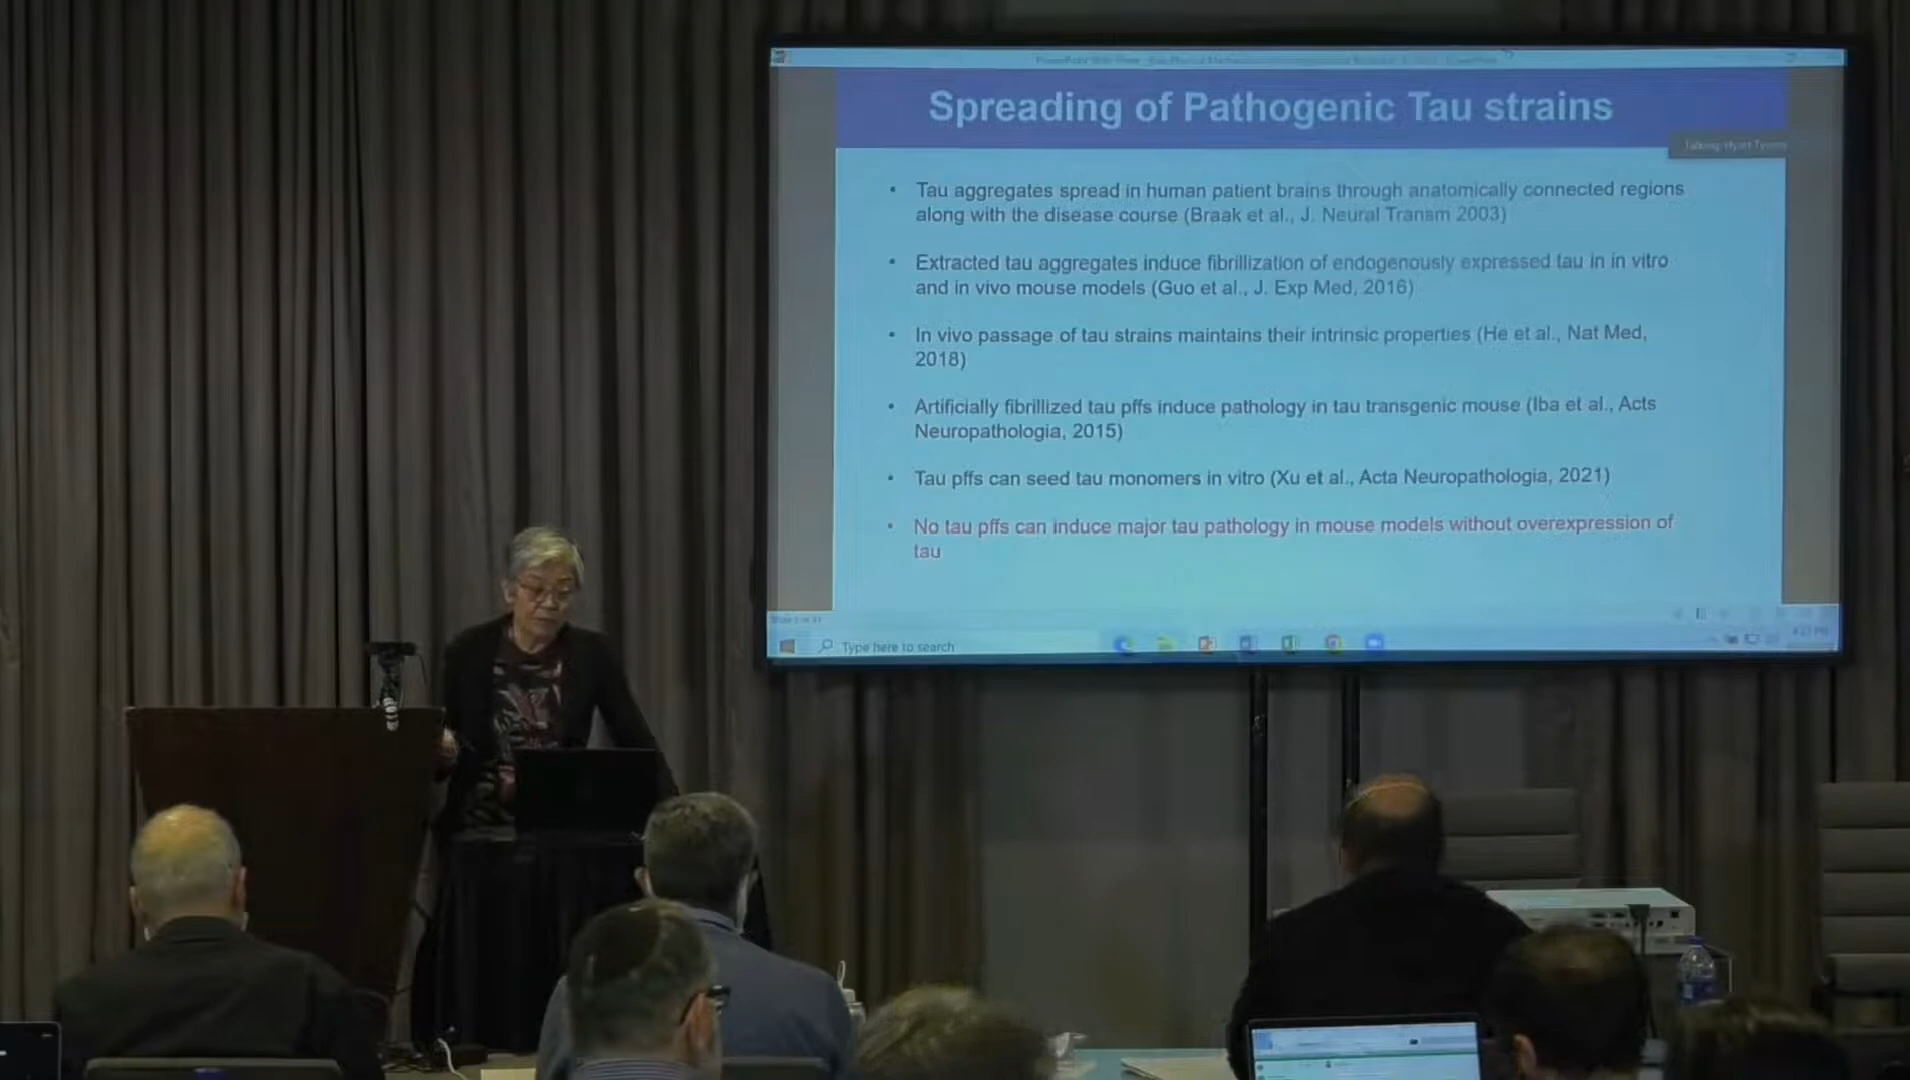 Spreading of Pathogenic Tau strains
• Tau aggregates spread in human patient brains through anatomically connected regions
along with the disease course (Braak et al., J. Neural Transm 2003)
• Extracted tau aggregates induce fibrillization of endogenously expressed tau in in vitro
and in vivo mouse models (Guo et al., J. Exp Med, 2016)
• In vivo passage of tau strains maintains their intrinsic properties (He et al., Nat Med,
2018)
• Artificially fibrillized tau pffs induce pathology in tau transgenic mouse (Iba et al., Acts
Neuropathologia, 2015)
• Tau pffs can seed tau monomers in vitro (Xu et al., Acta Neuropathologia, 2021)
• No tau pffs can induce major tau pathology in mouse models without overexpression of
tau
Type here to search